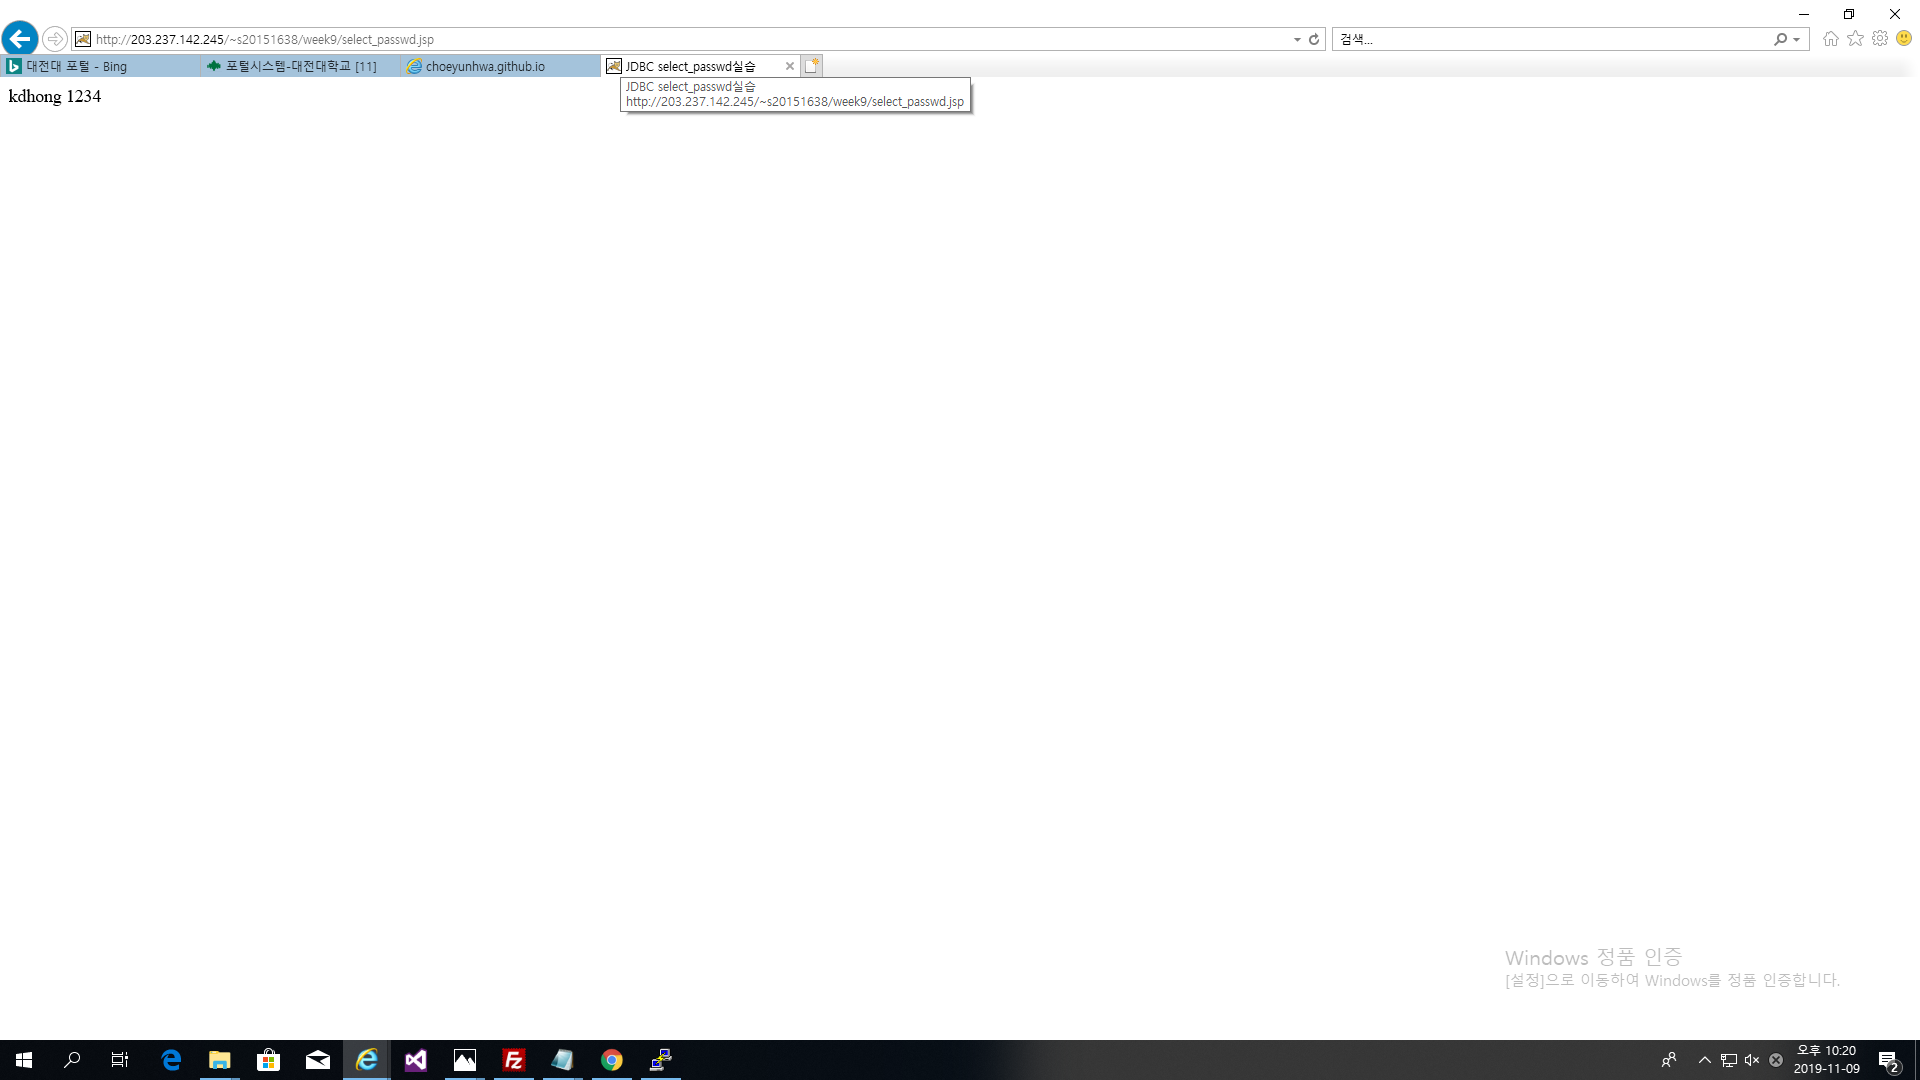 http://203.237.142.245/~s20151638/week9/select_passwd.jsp
검색...
대전대 포털 - Bing
포털시스템-대전대학교 [11]
choeyunhwa.github.io
JDBC select_passwd실습
JDBC select_passwd실습
http://203.237.142.245/~s20151638/week9/select_passwd.jsp
kdhong 1234
Windows 정품 인증
[설정]으로 이동하여 Windows를 정품 인증합니다.
오후 10:20
2019-11-09
2